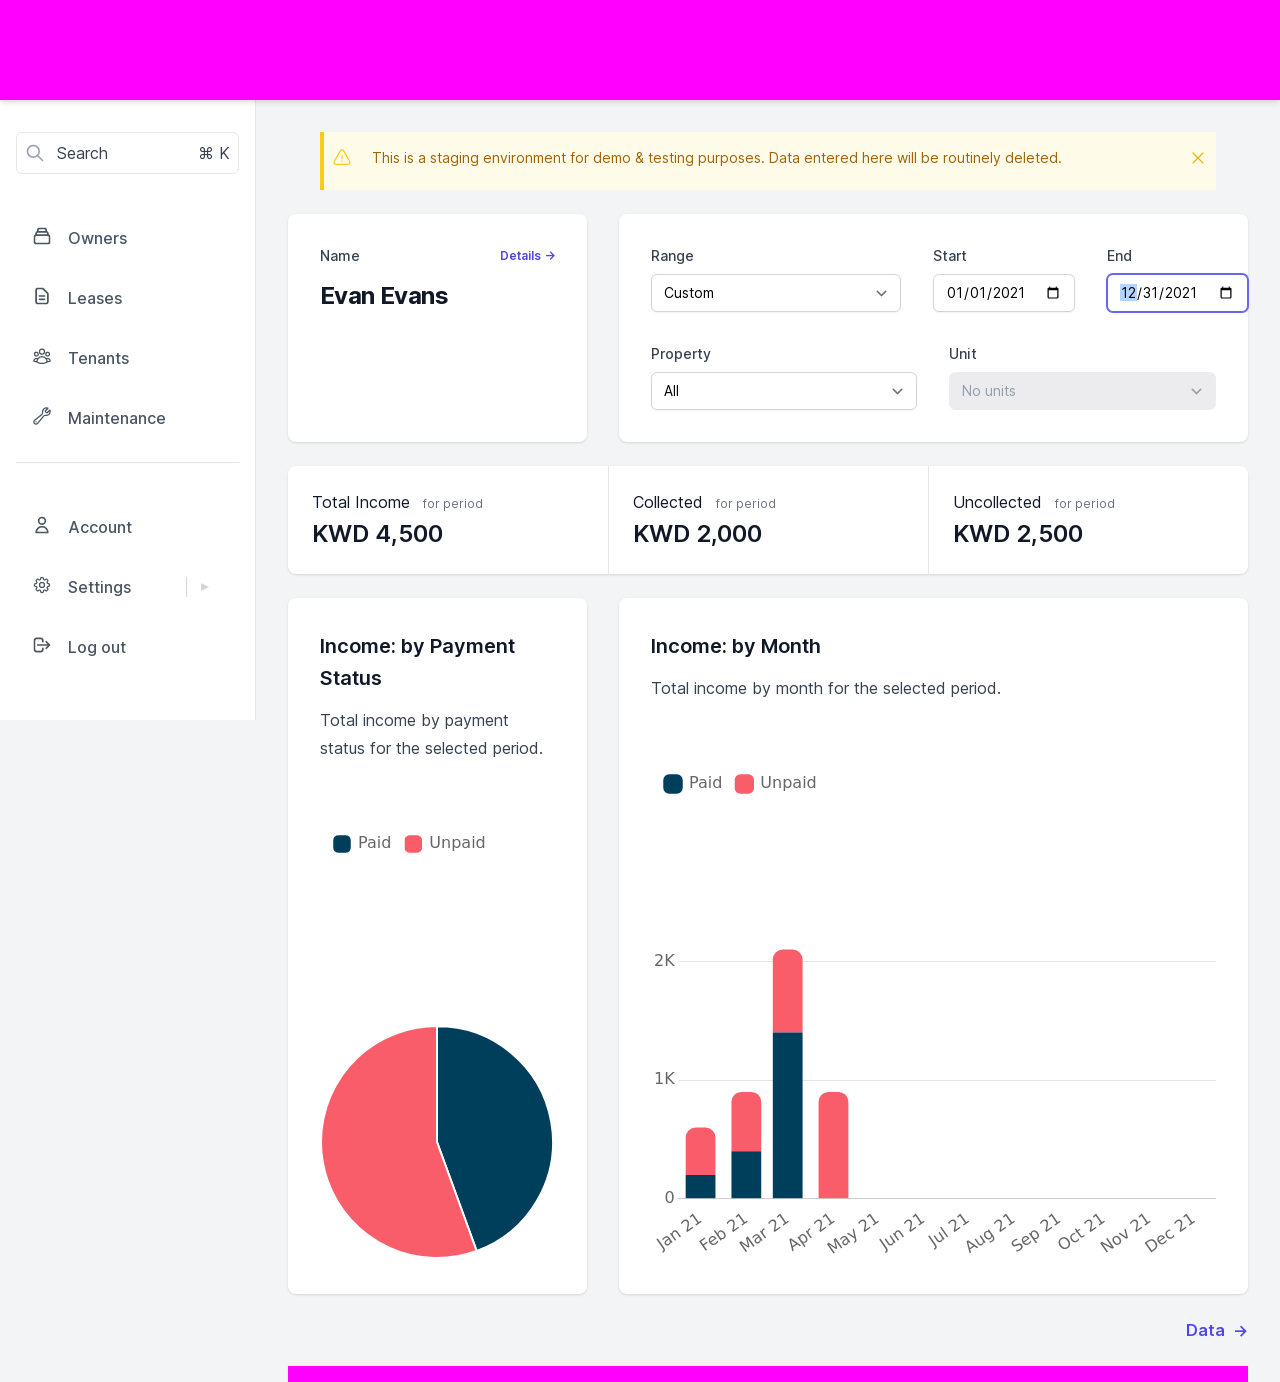 Search ⌘ K
Owners
Leases
Tenants
Maintenance
Account
Settings
Log out
This is a staging environment for demo & testing purposes. Data entered here will be routinely deleted.
Name Details →
Evan Evans
Range Start End
Custom 01/01/2021 12/31/2021
Property Unit
All No units
Total Income for period
KWD 4,500
Collected for period
KWD 2,000
Uncollected for period
KWD 2,500
Income: by Payment
Status
Total income by payment
status for the selected period.
Paid Unpaid
Income: by Month
Total income by month for the selected period.
Paid Unpaid
2K
1K
0
Jan 21 Feb 21 Mar 21 Apr 21 May 21 Jun 21 Jul 21 Aug 21 Sep 21 Oct 21 Nov 21 Dec 21
Data →